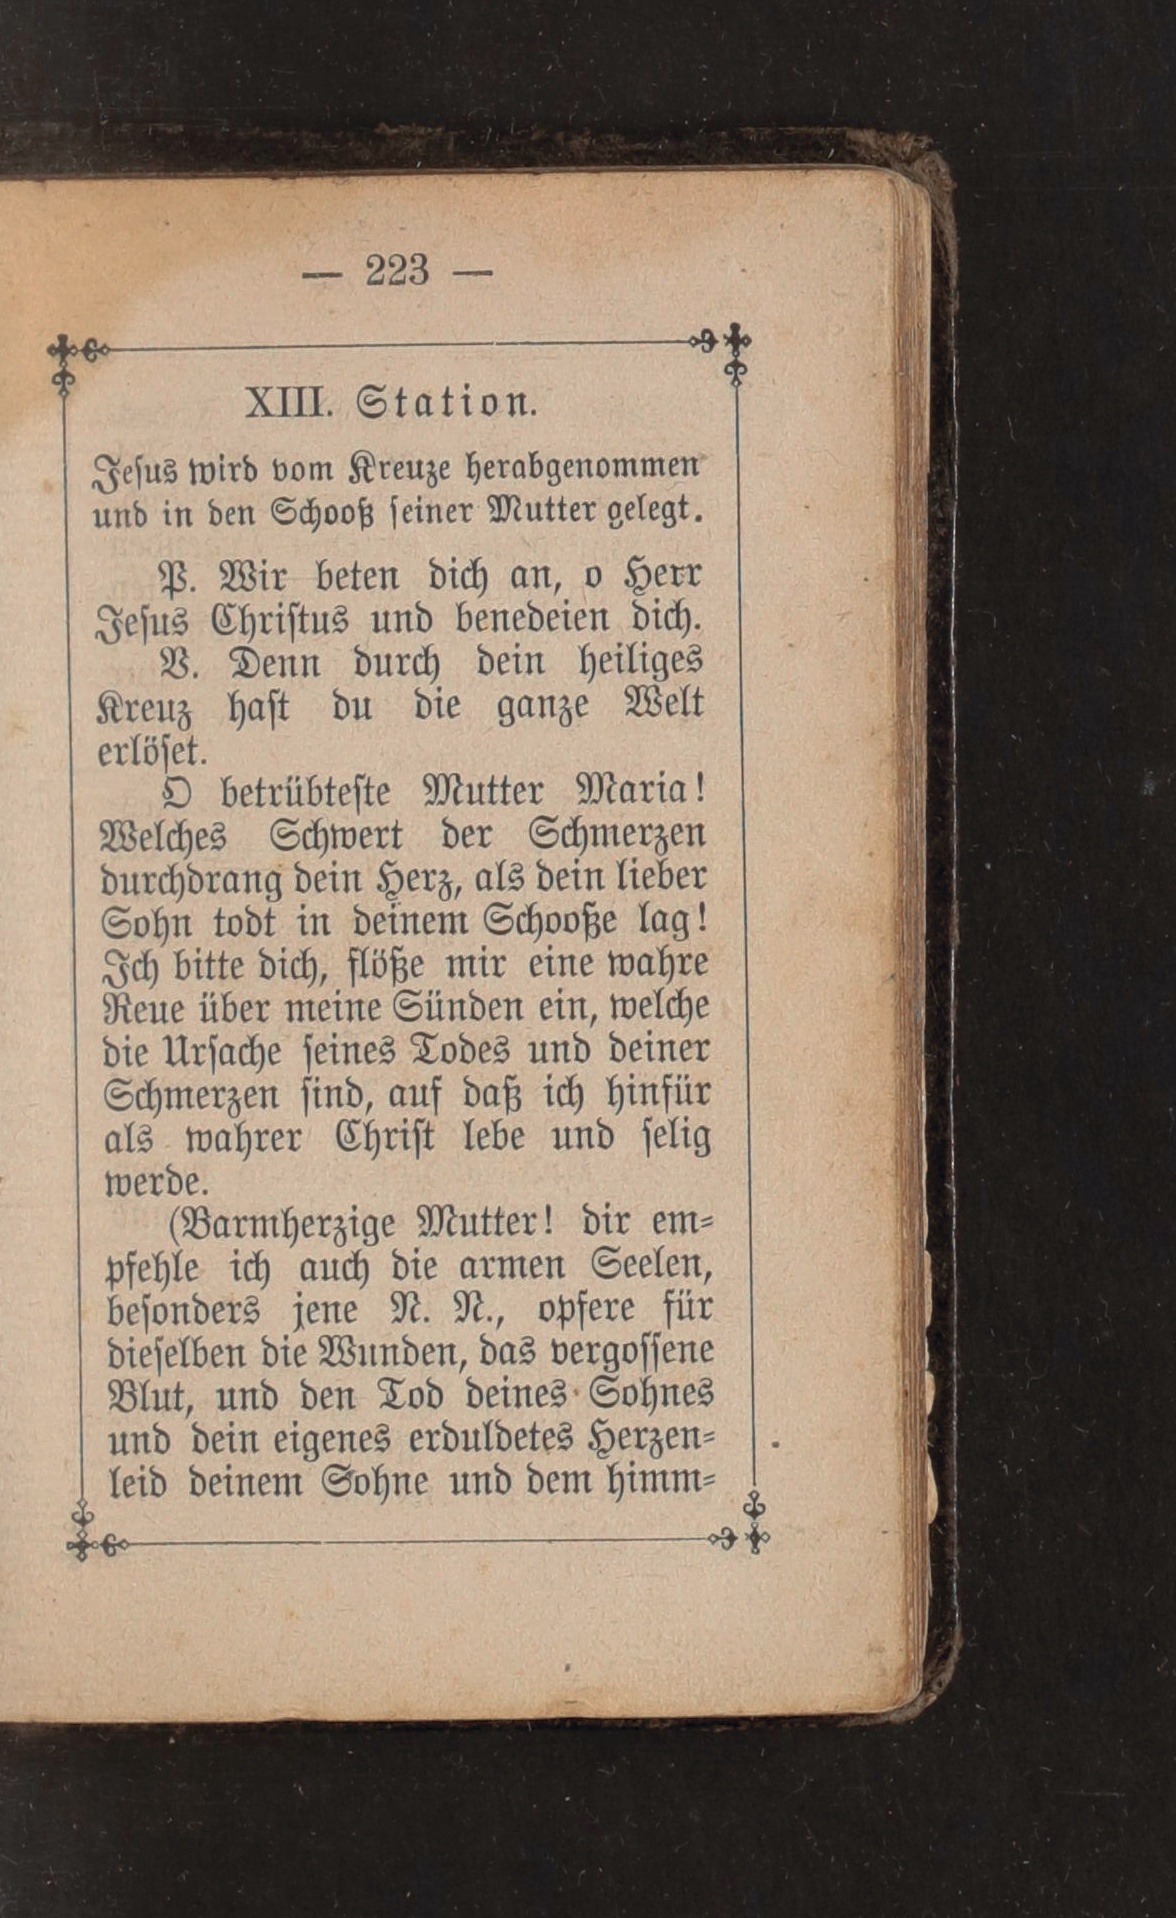 — 223 —
XIII. Station.
Jesus wird vom Kreuze herabgenommen
und in den Schooß seiner Mutter gelegt.
P. Wir beten dich an, o Herr
Jesus Christus und benedeien dich.
V. Denn durch dein heiliges
Kreuz hast du die ganze Welt
erlöset.
O betrübteste Mutter Maria!
Welches Schwert der Schmerzen
durchdrang dein Herz, als dein lieber
Sohn todt in deinem Schooße lag!
Ich bitte dich, flöße mir eine wahre
Reue über meine Sünden ein, welche
die Ursache seines Todes und deiner
Schmerzen sind, auf daß ich hinfür
als wahrer Christ lebe und selig
werde.
(Barmherzige Mutter! dir em-
pfehle ich auch die armen Seelen,
besonders jene N. N., opfere für
dieselben die Wunden, das vergossene
Blut, und den Tod deines Sohnes
und dein eigenes erduldetes Herzen-
leid deinem Sohne und dem himm-